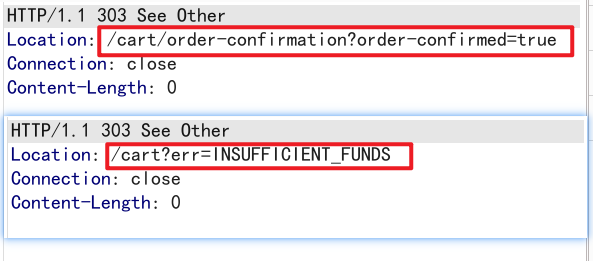 HTTP/1.1 303 See Other
Location: /cart/order-confirmation?order-confirmed=true
Connection: close
Content-Length: 0
HTTP/1.1 303 See Other
Location: /cart?err=INSUFFICIENT_FUNDS
Connection: close
Content-Length: 0